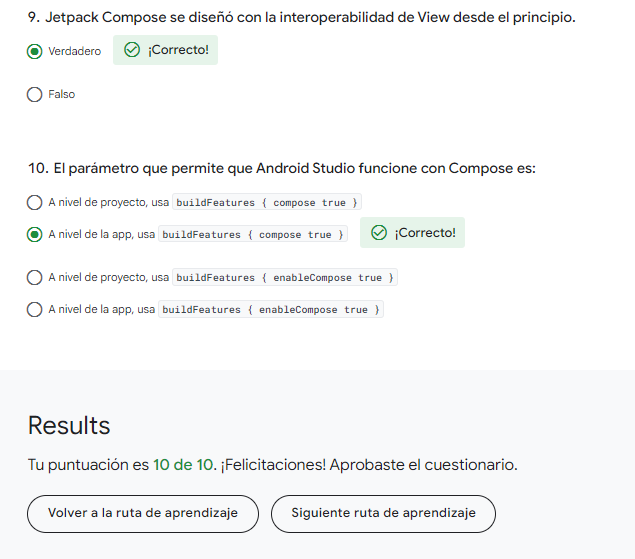 9. Jetpack Compose se diseñó con la interoperabilidad de View desde el principio.
Verdadero ¡Correcto!
Falso
10. El parámetro que permite que Android Studio funcione con Compose es:
A nivel de proyecto, usa buildFeatures { compose true }
A nivel de la app, usa buildFeatures { compose true } ¡Correcto!
A nivel de proyecto, usa buildFeatures { enableCompose true }
A nivel de la app, usa buildFeatures { enableCompose true }
Results
Tu puntuación es 10 de 10. ¡Felicitaciones! Aprobaste el cuestionario.
Volver a la ruta de aprendizaje Siguiente ruta de aprendizaje